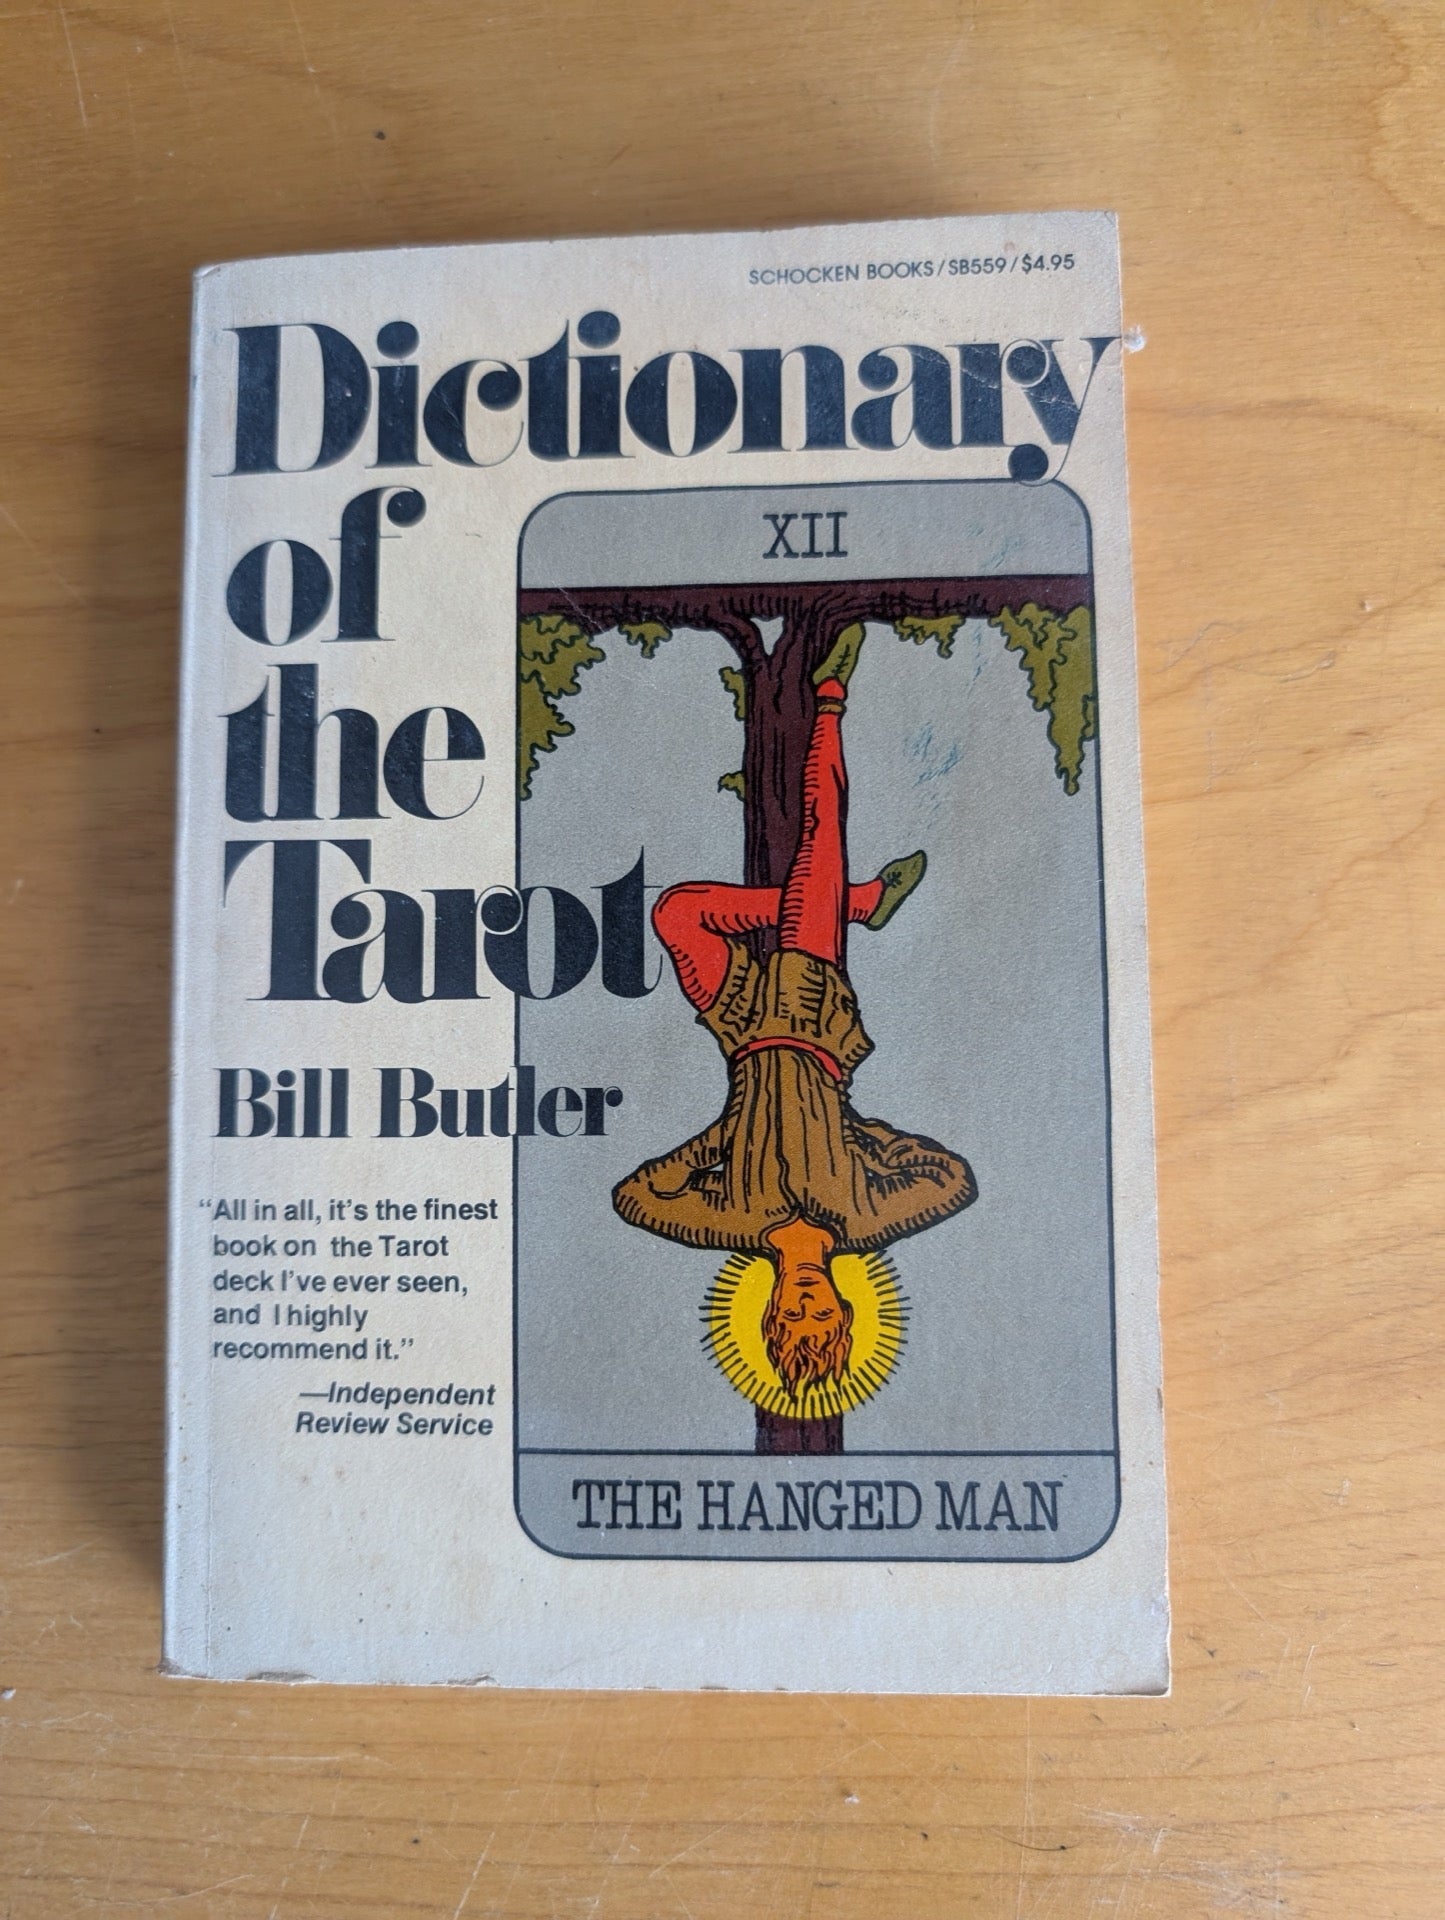 SCHOCKEN BOOKS/SB559/$4.95
Dictionary
of
the
Tarot
Bill Butler
"All in all, it's the finest
book on the Tarot
deck I've ever seen,
and I highly
recommend it."
—Independent
Review Service
XII
THE HANGED MAN